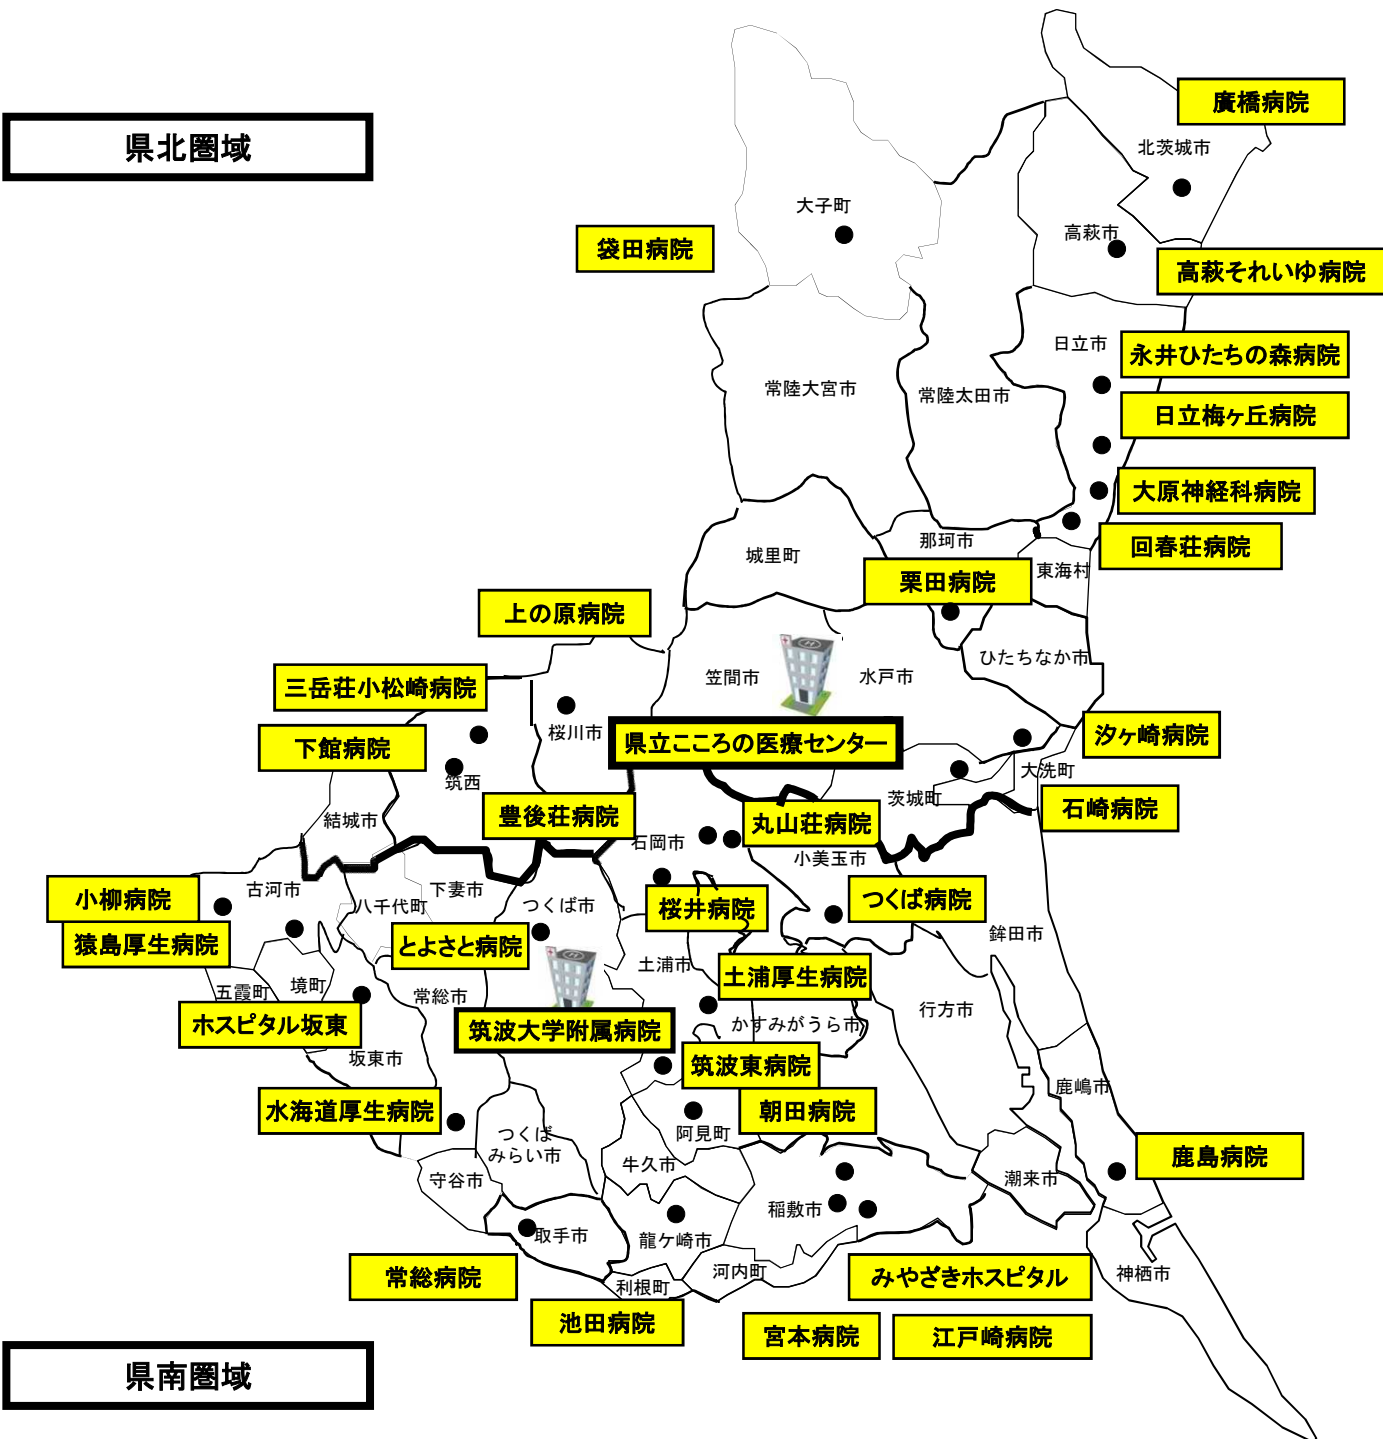 廣橋病院
県北圏域
北茨城市
大子町
高萩市
袋田病院
高萩それいゆ病院
日立市
永井ひたちの森病院
常陸大宮市
常陸太田市
日立梅ヶ丘病院
大原神経科病院
那珂市
回春荘病院
城里町
東海村
栗田病院
上の原病院
ひたちなか市
笠間市
水戸市
三岳荘小松崎病院
桜川市
汐ヶ崎病院
県立こころの医療センター
下館病院
大洗町
筑西
茨城町
石崎病院
豊後荘病院
結城市
丸山荘病院
石岡市
小美玉市
古河市
下妻市
小柳病院
八千代町
つくば市
桜井病院
つくば病院
猿島厚生病院
とよさと病院
鉾田市
土浦市
土浦厚生病院
五霞町
境町
常総市
行方市
ホスピタル坂東
筑波大学附属病院
かすみがうら市
坂東市
筑波東病院
鹿嶋市
水海道厚生病院
朝田病院
つくば
みらい市
阿見町
鹿島病院
牛久市
守谷市
潮来市
稲敷市
取手市
龍ケ崎市
常総病院
河内町
みやざきホスピタル
神栖市
利根町
池田病院
宮本病院
江戸崎病院
県南圏域